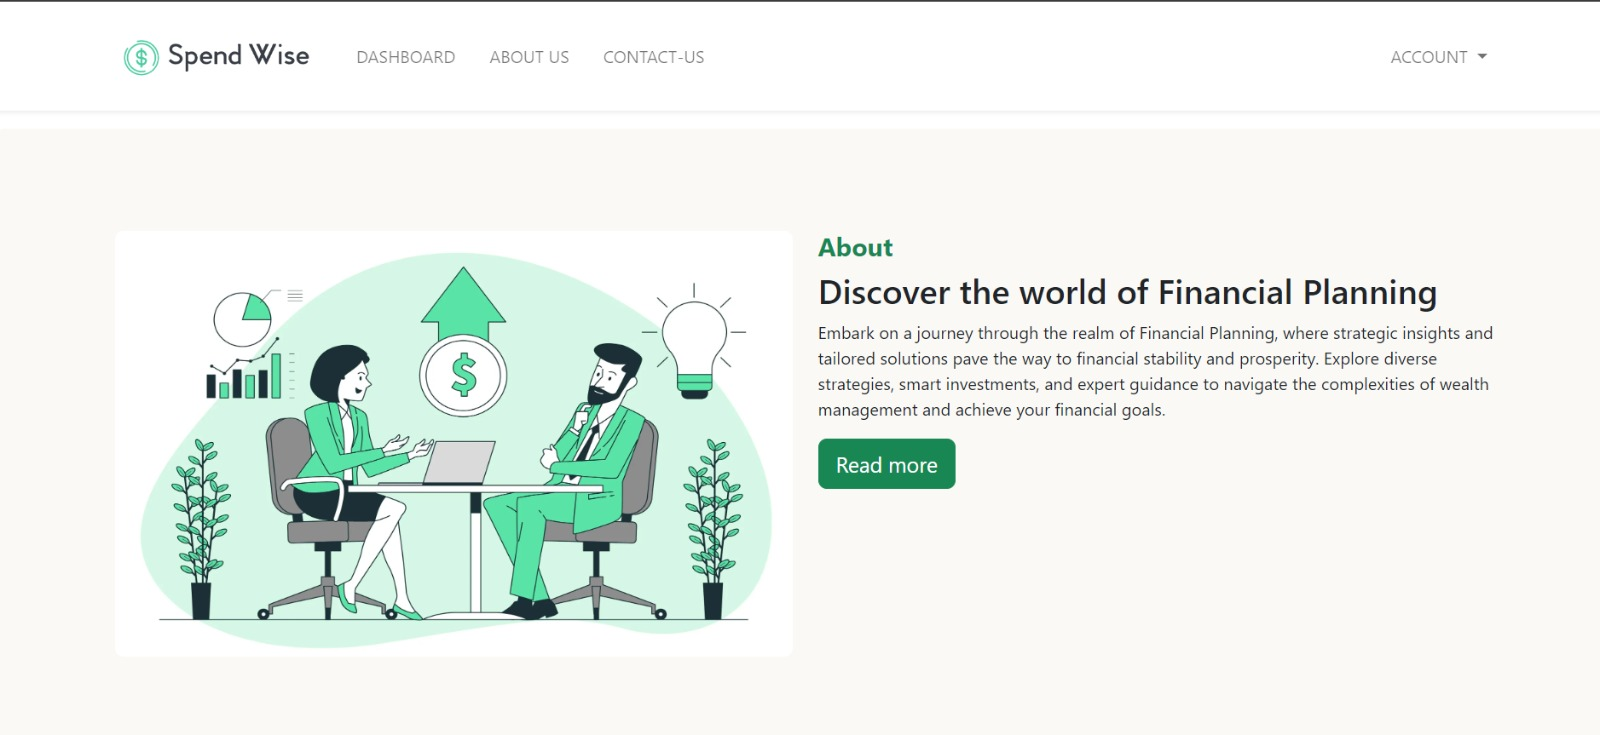 Spend Wise
DASHBOARD
ABOUT US
CONTACT-US
ACCOUNT
$
$
About
Discover the world of Financial Planning
Embark on a journey through the realm of Financial Planning, where strategic insights and
tailored solutions pave the way to financial stability and prosperity. Explore diverse
strategies, smart investments, and expert guidance to navigate the complexities of wealth
management and achieve your financial goals.
Read more